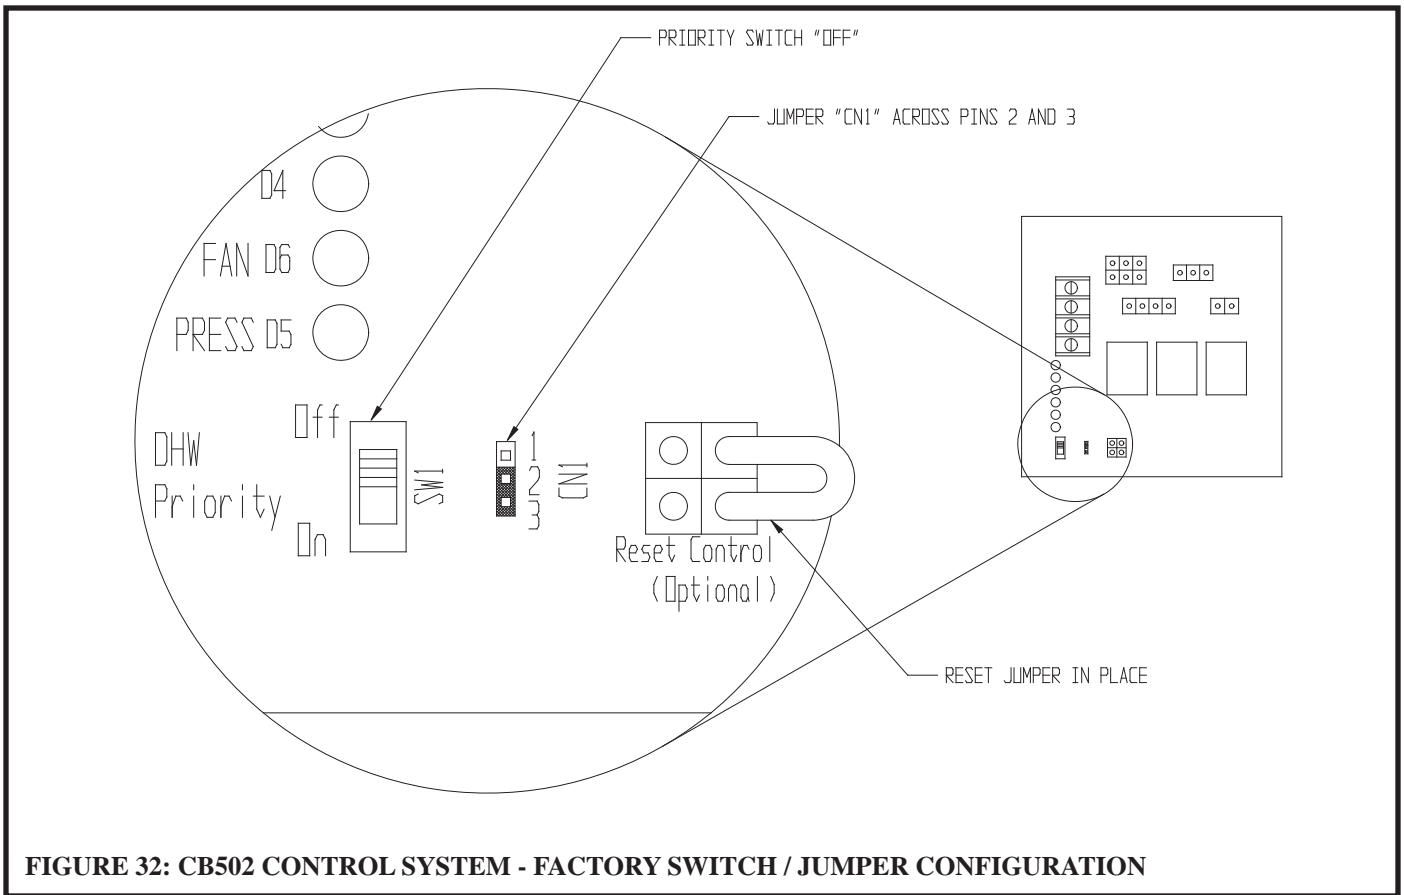 PRIORITY SWITCH "OFF"
JUMPER "CN1" ACROSS PINS 2 AND 3
D4
FAN D6
PRESS D5
Off
DHW
Priority
On
SW1
1
2
3
CN1
Reset Control
(Optional)
RESET JUMPER IN PLACE
FIGURE 32: CB502 CONTROL SYSTEM - FACTORY SWITCH / JUMPER CONFIGURATION